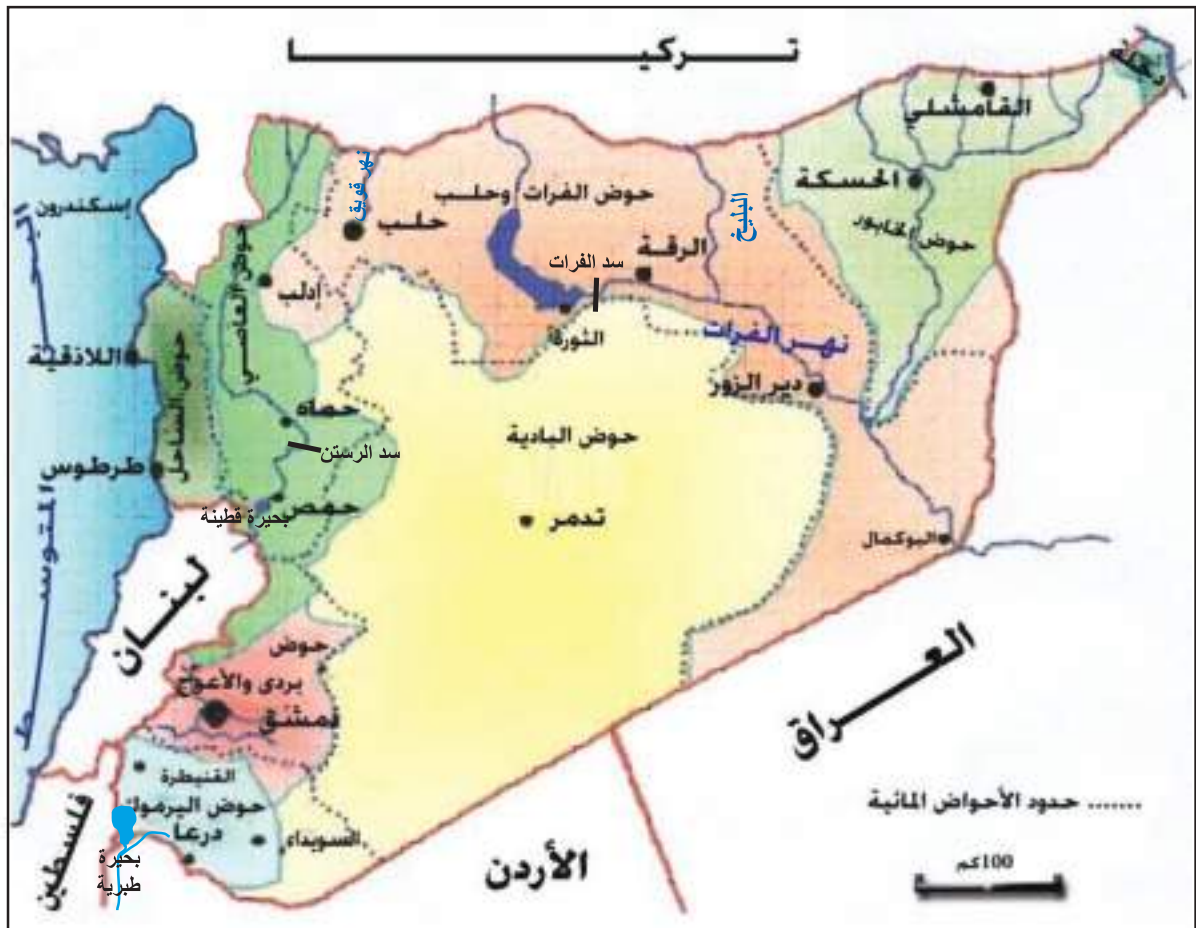 تركيا
دجلة
القامشلي
الحسكة
حوض الخابور
البليخ
حوض الفرات وحلب
نهر قويق
حلب
إسكندرون
البحر
المتوسط
حوض العاصي
إدلب
الرقة
سد الفرات
الثورة
نهر الفرات
دير الزور
اللاذقية
حوض الساحل
حماه
سد الرستن
طرطوس
حمص
بحيرة قطينة
حوض البادية
تدمر
البوكمال
لبنان
العراق
حوض
بردى والأعوج
دمشق
القنيطرة
حوض اليرموك
درعا
السويداء
فلسطين
بحيرة
طبرية
الأردن
...... حدود الأحواض المائية
100كم